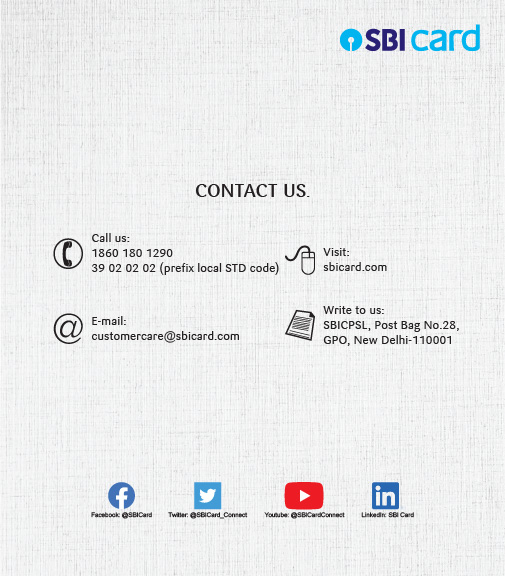 SBI card
CONTACT US.
Call us:
1860 180 1290
39 02 02 02 (prefix local STD code)
Visit:
sbicard.com
E-mail:
customercare@sbicard.com
Write to us:
SBICPSL, Post Bag No.28,
GPO, New Delhi-110001
Facebook: @SBICard
Twitter: @SBICard_Connect
Youtube: @SBICardConnect
LinkedIn: SBI Card